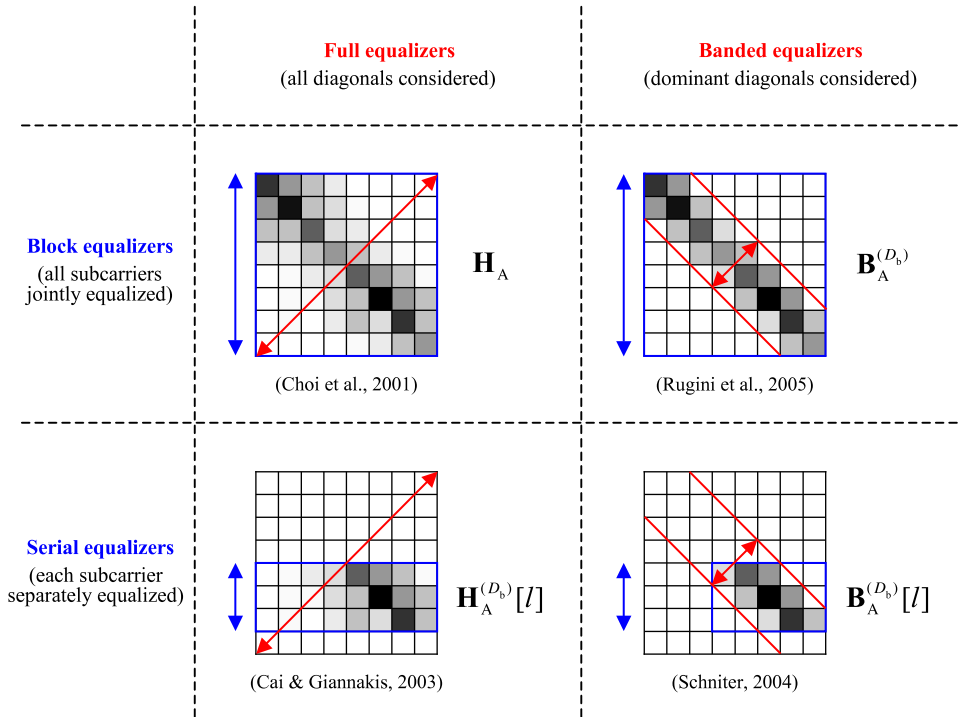 Full equalizers
(all diagonals considered)
Banded equalizers
(dominant diagonals considered)
Block equalizers
(all subcarriers
jointly equalized)
H_A
B_A^(D_b)
(Choi et al., 2001)
(Rugini et al., 2005)
Serial equalizers
(each subcarrier
separately equalized)
H_A^(D_b)[l]
B_A^(D_b)[l]
(Cai & Giannakis, 2003)
(Schniter, 2004)